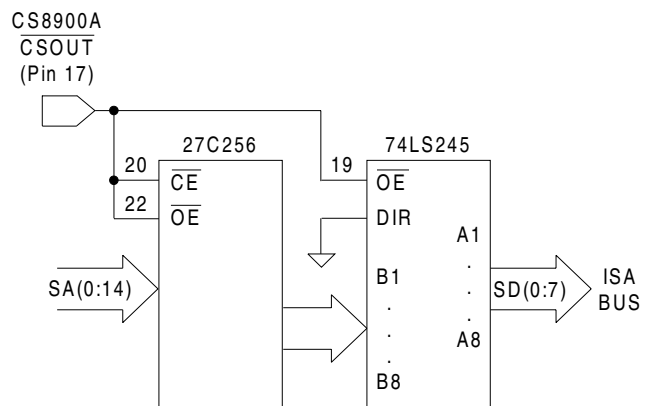 CS8900A
CSOUT
(Pin 17)
27C256
74LS245
20
CE
19
OE
22
OE
DIR
A1
SA(0:14)
B1
.
.
.
B8
.
.
.
A8
SD(0:7)
ISA
BUS